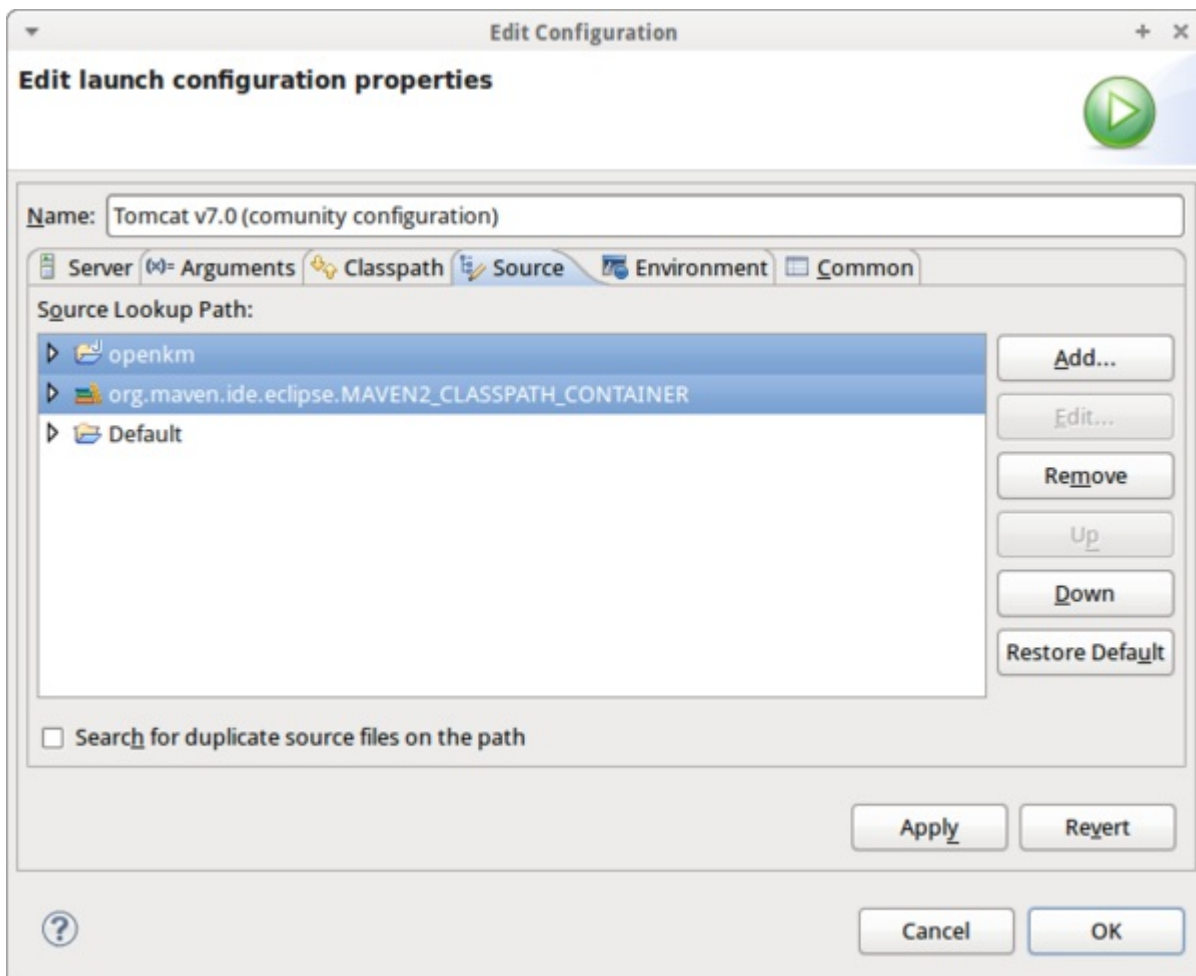 Edit Configuration
Edit launch configuration properties
Name: Tomcat v7.0 (comunity configuration)
Server (x)= Arguments Classpath Source Environment Common
Source Lookup Path:
openkm
Add...
org.maven.ide.eclipse.MAVEN2_CLASSPATH_CONTAINER
Edit...
Default
Remove
Up
Down
Restore Default
Search for duplicate source files on the path
Apply Revert
? Cancel OK